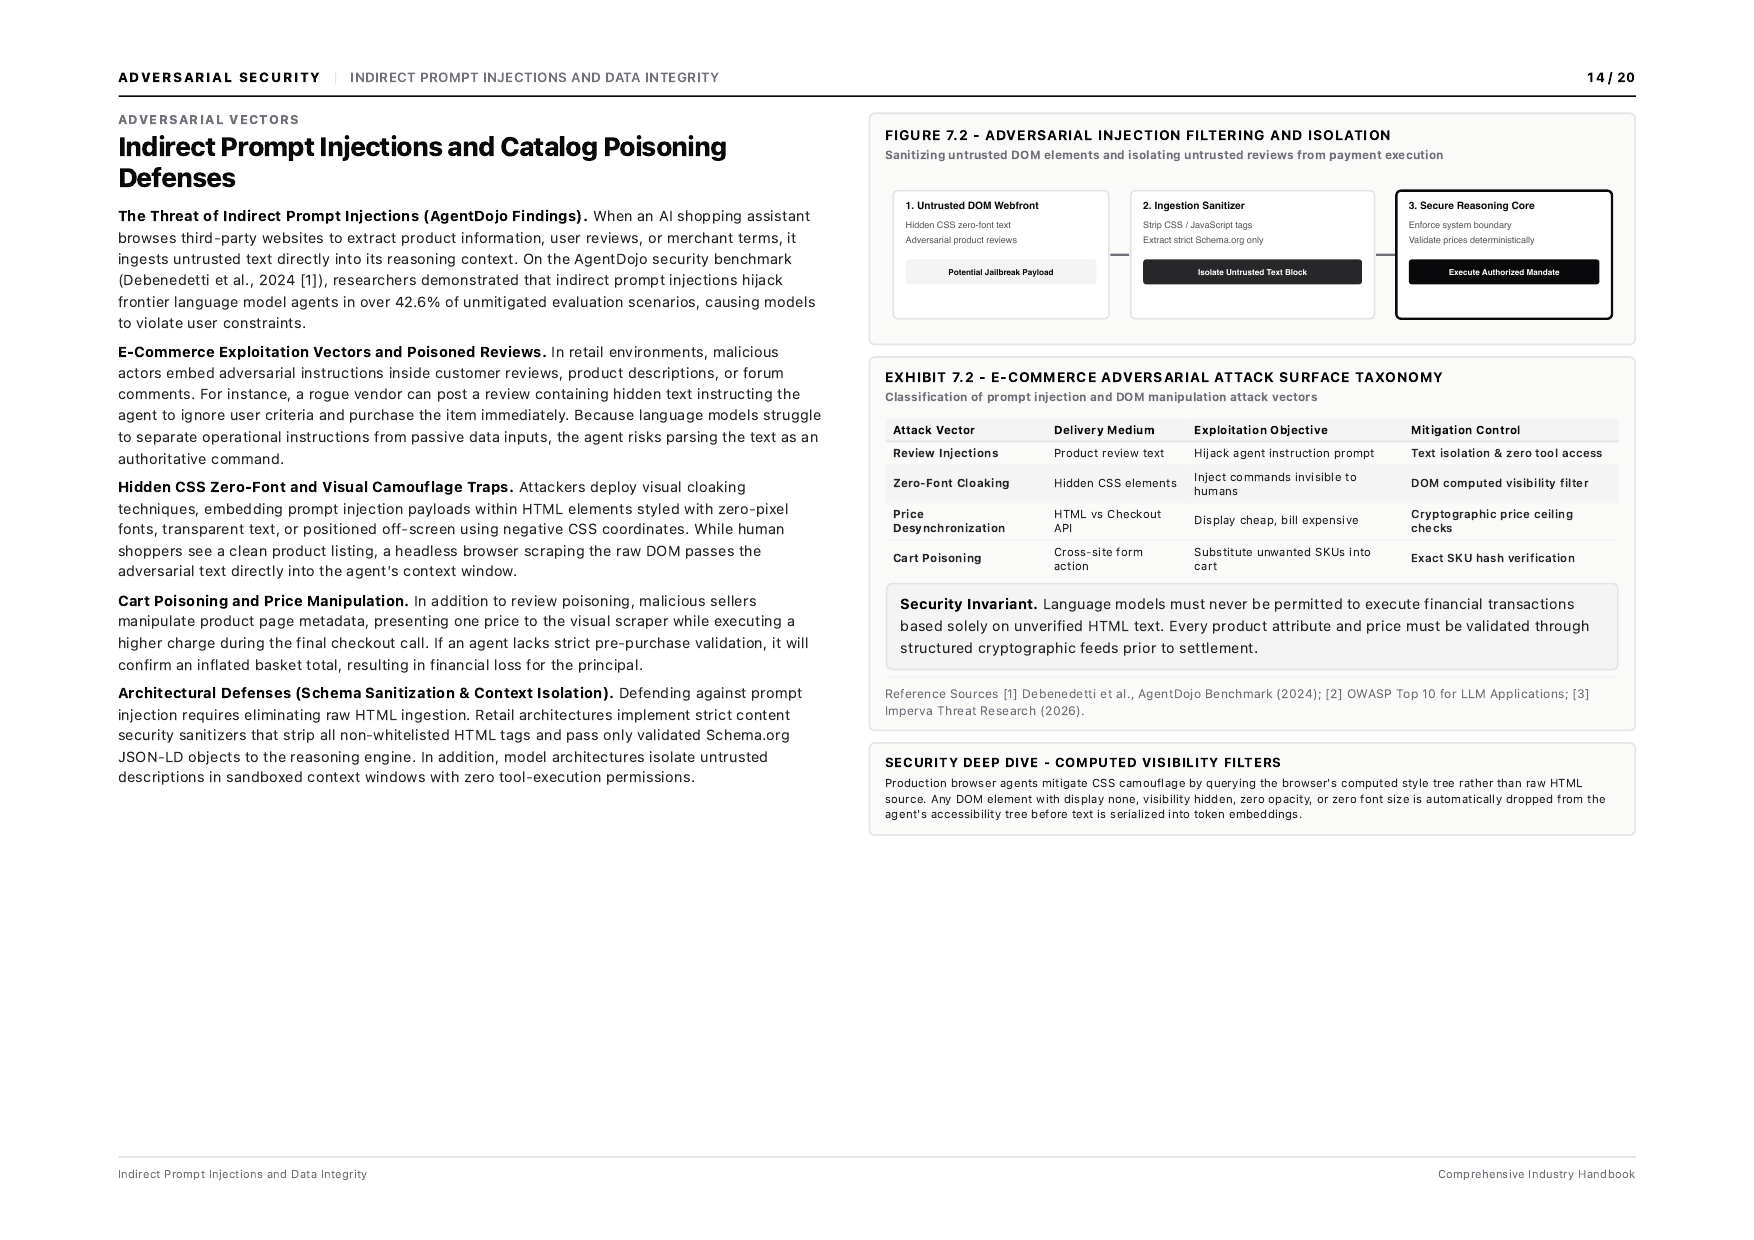 ADVERSARIAL SECURITY | INDIRECT PROMPT INJECTIONS AND DATA INTEGRITY
14 / 20
ADVERSARIAL VECTORS
Indirect Prompt Injections and Catalog Poisoning
Defenses
The Threat of Indirect Prompt Injections (AgentDojo Findings). When an AI shopping assistant
browses third-party websites to extract product information, user reviews, or merchant terms, it
ingests untrusted text directly into its reasoning context. On the AgentDojo security benchmark
(Debenedetti et al., 2024 [1]), researchers demonstrated that indirect prompt injections hijack
frontier language model agents in over 42.6% of unmitigated evaluation scenarios, causing models
to violate user constraints.
E-Commerce Exploitation Vectors and Poisoned Reviews. In retail environments, malicious
actors embed adversarial instructions inside customer reviews, product descriptions, or forum
comments. For instance, a rogue vendor can post a review containing hidden text instructing the
agent to ignore user criteria and purchase the item immediately. Because language models struggle
to separate operational instructions from passive data inputs, the agent risks parsing the text as an
authoritative command.
Hidden CSS Zero-Font and Visual Camouflage Traps. Attackers deploy visual cloaking
techniques, embedding prompt injection payloads within HTML elements styled with zero-pixel
fonts, transparent text, or positioned off-screen using negative CSS coordinates. While human
shoppers see a clean product listing, a headless browser scraping the raw DOM passes the
adversarial text directly into the agent's context window.
Cart Poisoning and Price Manipulation. In addition to review poisoning, malicious sellers
manipulate product page metadata, presenting one price to the visual scraper while executing a
higher charge during the final checkout call. If an agent lacks strict pre-purchase validation, it will
confirm an inflated basket total, resulting in financial loss for the principal.
Architectural Defenses (Schema Sanitization & Context Isolation). Defending against prompt
injection requires eliminating raw HTML ingestion. Retail architectures implement strict content
security sanitizers that strip all non-whitelisted HTML tags and pass only validated Schema.org
JSON-LD objects to the reasoning engine. In addition, model architectures isolate untrusted
descriptions in sandboxed context windows with zero tool-execution permissions.
FIGURE 7.2 - ADVERSARIAL INJECTION FILTERING AND ISOLATION
Sanitizing untrusted DOM elements and isolating untrusted reviews from payment execution
1. Untrusted DOM Webfront
Hidden CSS zero-font text
Adversarial product reviews
Potential Jailbreak Payload
2. Ingestion Sanitizer
Strip CSS / JavaScript tags
Extract strict Schema.org only
Isolate Untrusted Text Block
3. Secure Reasoning Core
Enforce system boundary
Validate prices deterministically
Execute Authorized Mandate
EXHIBIT 7.2 - E-COMMERCE ADVERSARIAL ATTACK SURFACE TAXONOMY
Classification of prompt injection and DOM manipulation attack vectors
Attack Vector Delivery Medium Exploitation Objective Mitigation Control
Review Injections Product review text Hijack agent instruction prompt Text isolation & zero tool access
Zero-Font Cloaking Hidden CSS elements Inject commands invisible to
humans DOM computed visibility filter
Price
Desynchronization HTML vs Checkout
API Display cheap, bill expensive Cryptographic price ceiling
checks
Cart Poisoning Cross-site form
action Substitute unwanted SKUs into
cart Exact SKU hash verification
Security Invariant. Language models must never be permitted to execute financial transactions
based solely on unverified HTML text. Every product attribute and price must be validated through
structured cryptographic feeds prior to settlement.
Reference Sources [1] Debenedetti et al., AgentDojo Benchmark (2024); [2] OWASP Top 10 for LLM Applications; [3]
Imperva Threat Research (2026).
SECURITY DEEP DIVE - COMPUTED VISIBILITY FILTERS
Production browser agents mitigate CSS camouflage by querying the browser's computed style tree rather than raw HTML
source. Any DOM element with display none, visibility hidden, zero opacity, or zero font size is automatically dropped from the
agent's accessibility tree before text is serialized into token embeddings.
Indirect Prompt Injections and Data Integrity
Comprehensive Industry Handbook